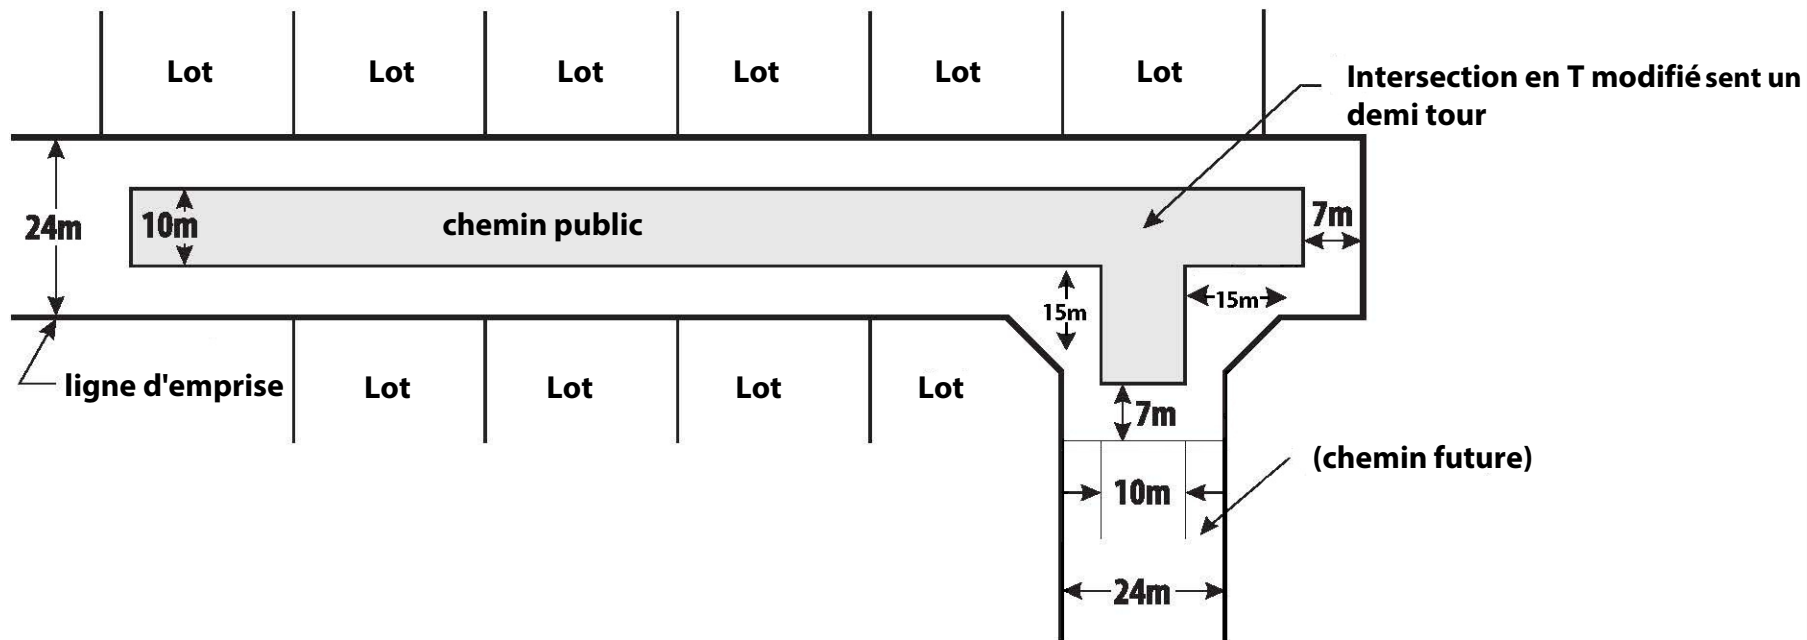 Lot Lot Lot Lot Lot Lot
Intersection en T modifié sent un
demi tour
24m
10m
chemin public
7m
15m
15m
ligne d'emprise
Lot Lot Lot Lot
7m
(chemin future)
10m
24m